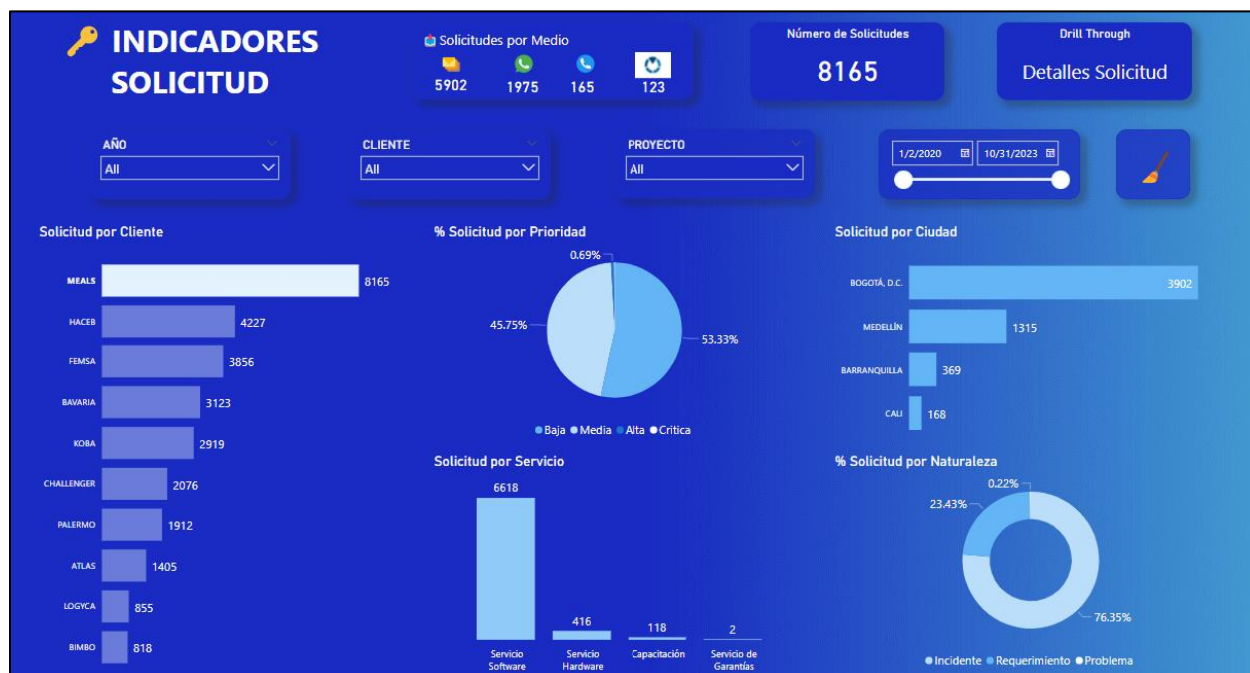 INDICADORES
SOLICITUD
Solicitudes por Medio
5902 1975 165 123
Número de Solicitudes
8165
Drill Through
Detalles Solicitud
AÑO
All
CLIENTE
All
PROYECTO
All
1/2/2020 10/31/2023
Solicitud por Cliente
MEALS 8165
HACEB 4227
FEMSA 3856
BAVARIA 3123
KOBA 2919
CHALLENGER 2076
PALERMO 1912
ATLAS 1405
LOGYCA 855
BIMBO 818
% Solicitud por Prioridad
0.69%
45.75%
53.33%
Baja Media Alta Critica
Solicitud por Servicio
6618 416 118 2
Servicio Software
Servicio Hardware
Capacitación
Servicio de Garantías
Solicitud por Ciudad
BOGOTÁ, D.C. 3902
MEDELLÍN 1315
BARRANQUILLA 369
CALI 168
% Solicitud por Naturaleza
0.22%
23.43%
76.35%
Incidente Requerimiento Problema